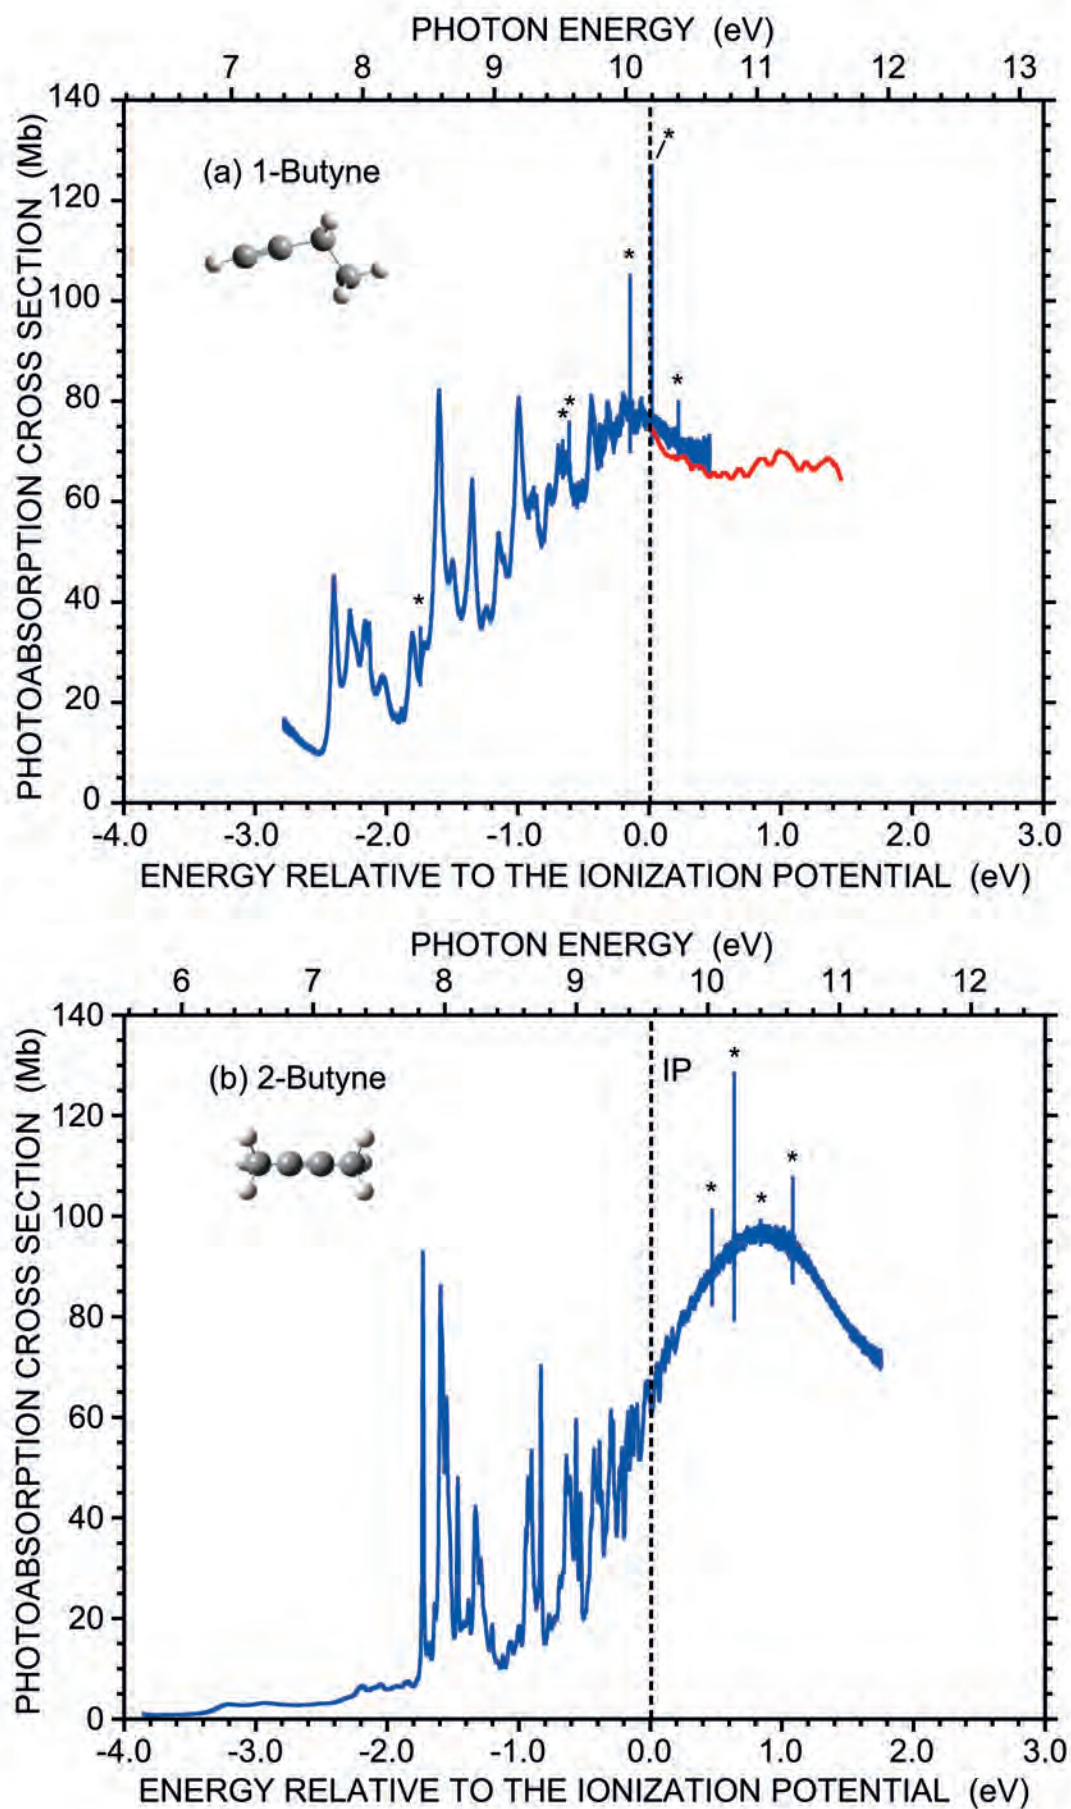 PHOTON ENERGY (eV)
7 8 9 10 11 12 13
PHOTOABSORPTION CROSS SECTION (Mb)
140
120
100
80
60
40
20
0
(a) 1-Butyne
*
*
*
*
*
*
-4.0 -3.0 -2.0 -1.0 0.0 1.0 2.0 3.0
ENERGY RELATIVE TO THE IONIZATION POTENTIAL (eV)
PHOTON ENERGY (eV)
6 7 8 9 10 11 12
PHOTOABSORPTION CROSS SECTION (Mb)
140
120
100
80
60
40
20
0
(b) 2-Butyne
IP
*
*
*
*
-4.0 -3.0 -2.0 -1.0 0.0 1.0 2.0 3.0
ENERGY RELATIVE TO THE IONIZATION POTENTIAL (eV)